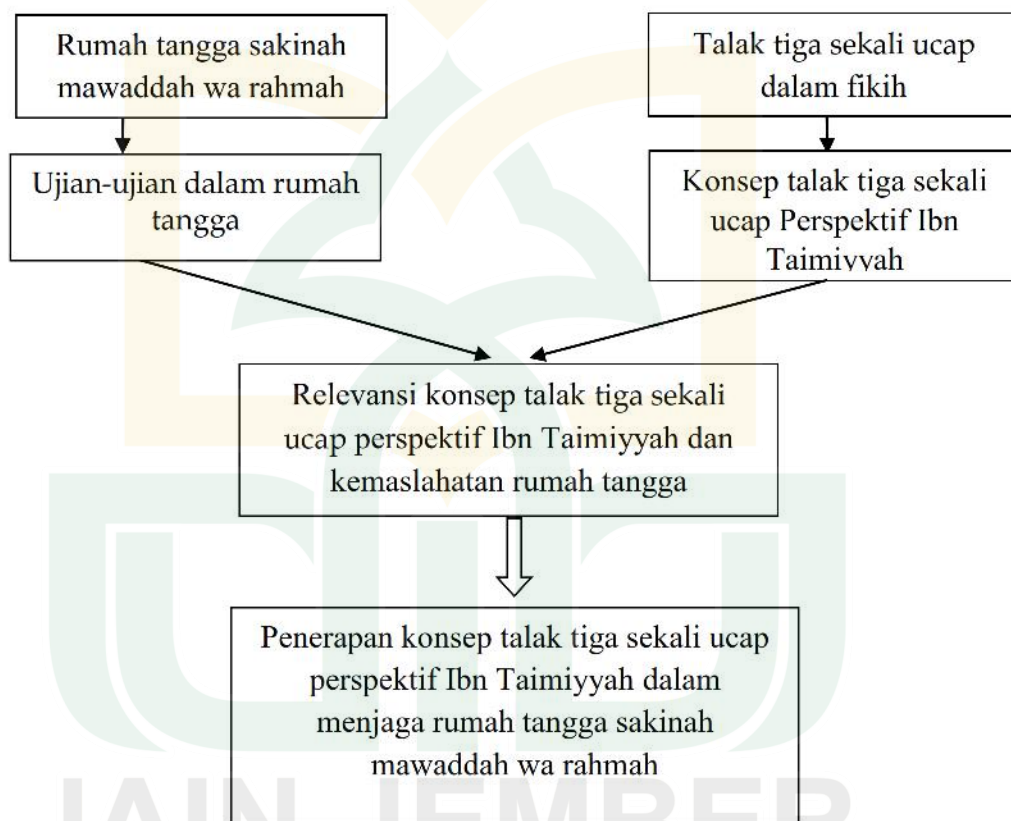 Rumah tangga sakinah
mawaddah wa rahmah
Talak tiga sekali ucap
dalam fikih
Ujian-ujian dalam rumah
tangga
Konsep talak tiga sekali
ucap Perspektif Ibn
Taimiyyah
Relevansi konsep talak tiga sekali
ucap perspektif Ibn Taimiyyah dan
kemaslahatan rumah tangga
Penerapan konsep talak tiga sekali ucap
perspektif Ibn Taimiyyah dalam
menjaga rumah tangga sakinah
mawaddah wa rahmah
IAIN JEMBER